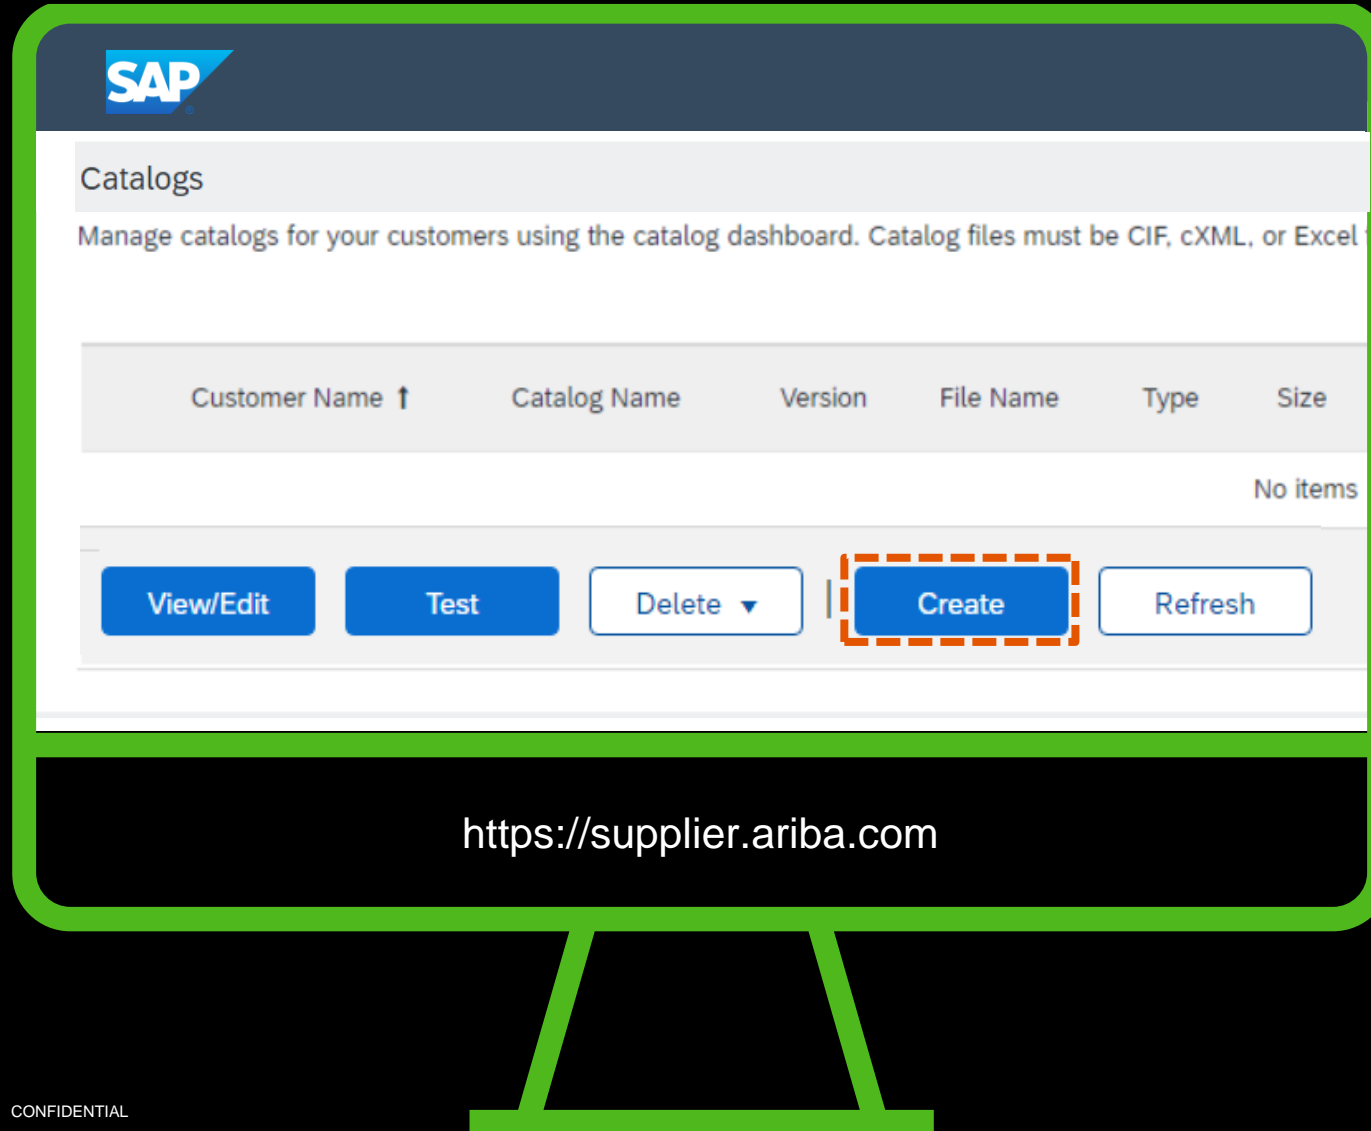 SAP
Catalogs
Manage catalogs for your customers using the catalog dashboard. Catalog files must be CIF, cXML, or Excel
Customer Name ↑ Catalog Name Version File Name Type Size
No items
View/Edit Test Delete ▼ | Create Refresh
https://supplier.ariba.com
CONFIDENTIAL